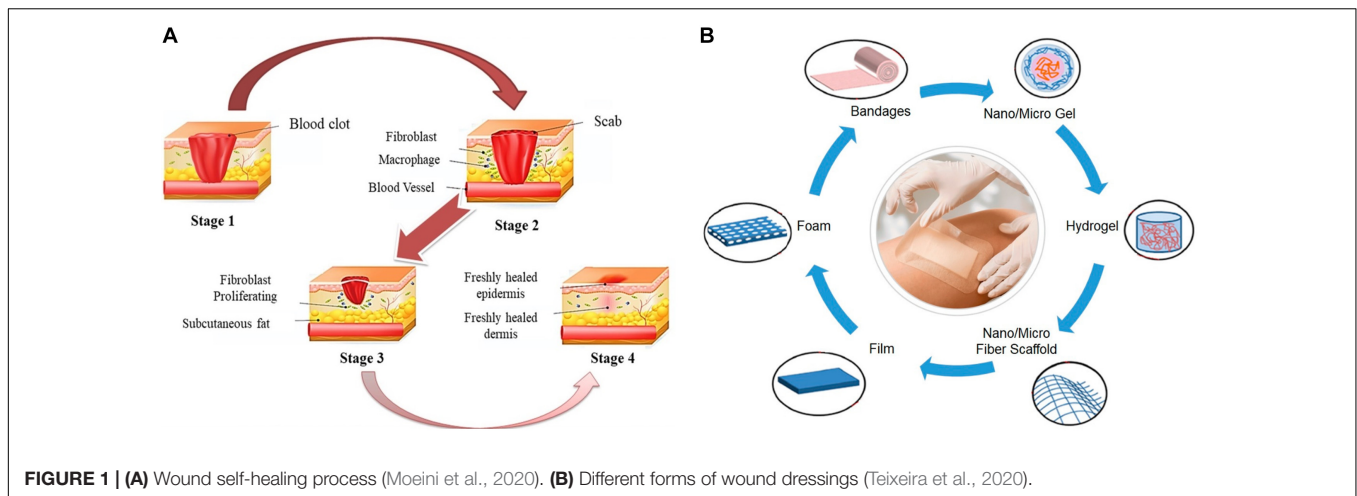 A
Blood clot
Stage 1
Fibroblast
Macrophage
Blood Vessel
Scab
Stage 2
Fibroblast
Proliferating
Subcutaneous fat
Stage 3
Freshly healed
epidermis
Freshly healed
dermis
Stage 4
B
Bandages
Nano/Micro Gel
Hydrogel
Nano/Micro
Fiber Scaffold
Film
Foam
FIGURE 1 | (A) Wound self-healing process (Moeini et al., 2020). (B) Different forms of wound dressings (Teixeira et al., 2020).